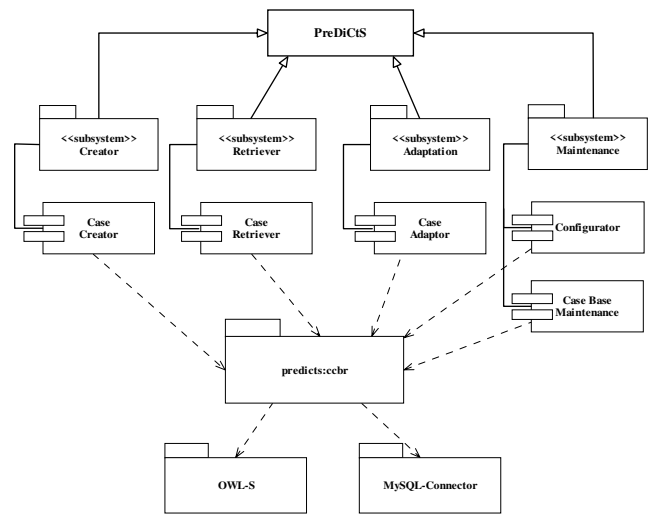 PreDiCtS
<<subsystem>>
Creator
<<subsystem>>
Retriever
<<subsystem>>
Adaptation
<<subsystem>>
Maintenance
Case
Creator
Case
Retriever
Case
Adaptor
Configurator
Case Base
Maintenance
predicts:ccbr
OWL-S
MySQL-Connector